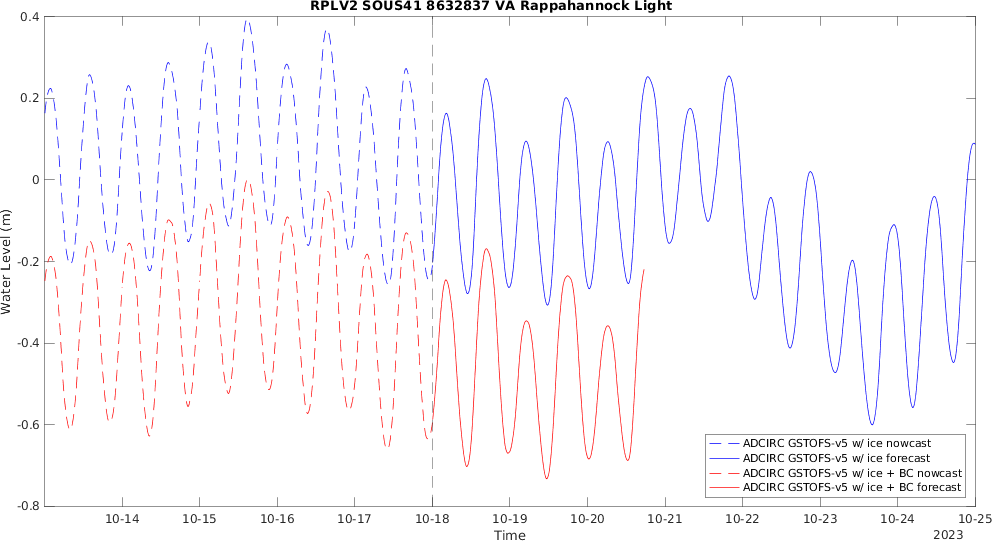 RPLV2 SOUS41 8632837 VA Rappahannock Light
0.4
0.2
0
-0.2
-0.4
-0.6
-0.8
Water Level (m)
10-14 10-15 10-16 10-17 10-18 10-19 10-20 10-21 10-22 10-23 10-24 10-25
Time
2023
ADCIRC GSTOFS-v5 w/ ice nowcast
ADCIRC GSTOFS-v5 w/ ice forecast
ADCIRC GSTOFS-v5 w/ ice + BC nowcast
ADCIRC GSTOFS-v5 w/ ice + BC forecast